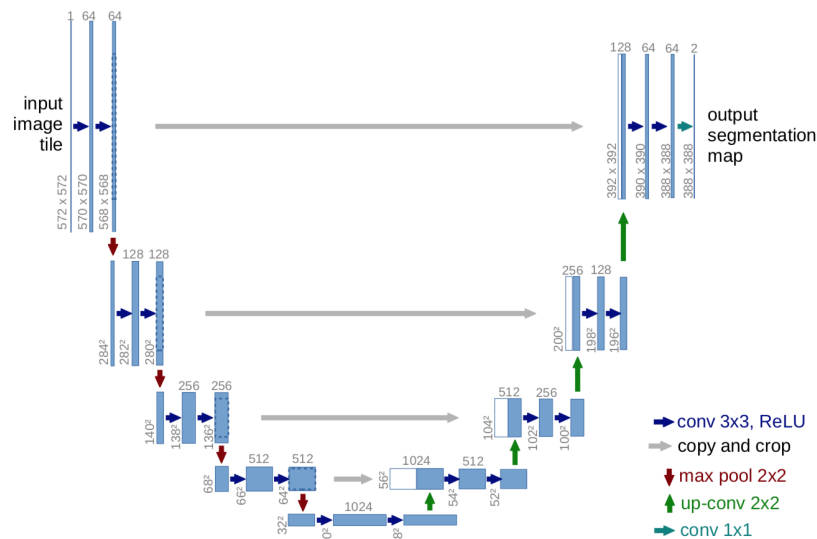 1 64 64
128 64 64 2
input
image
tile
output
segmentation
map
572 x 572
570 x 570
568 x 568
392 x 392
390 x 390
388 x 388
388 x 388
128 128
256 128
284²
282²
280²
200²
198²
196²
256 256
512 256
140²
138²
136²
104²
102²
100²
512 512
1024 512
68²
66²
64²
56²
54²
52²
1024
32²
0²
8²
conv 3x3, ReLU
copy and crop
max pool 2x2
up-conv 2x2
conv 1x1